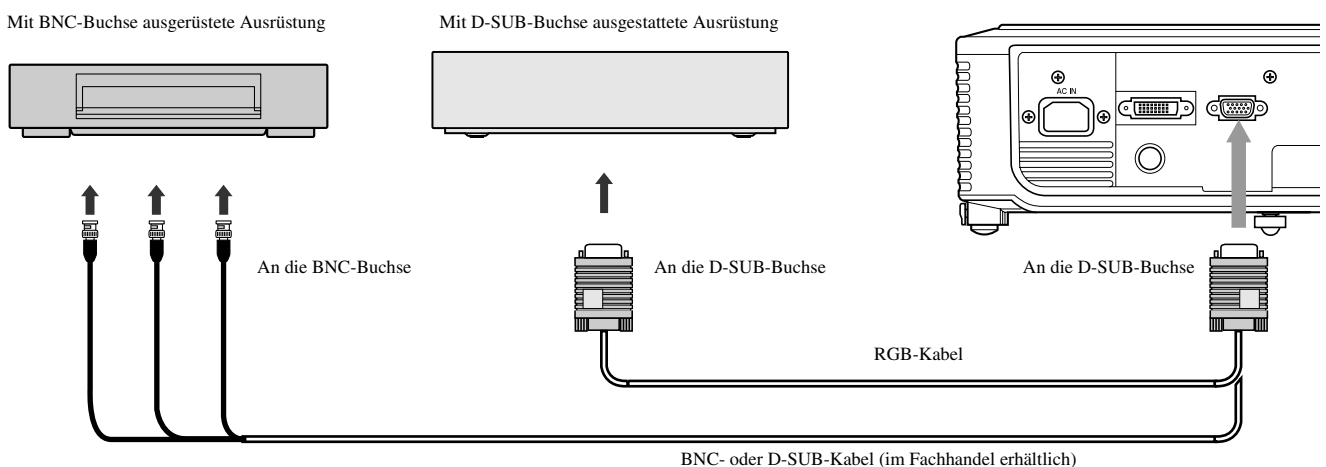 Mit BNC-Buchse ausgerüstete Ausrüstung
Mit D-SUB-Buchse ausgestattete Ausrüstung
AC IN
An die BNC-Buchse
An die D-SUB-Buchse
An die D-SUB-Buchse
RGB-Kabel
BNC- oder D-SUB-Kabel (im Fachhandel erhältlich)